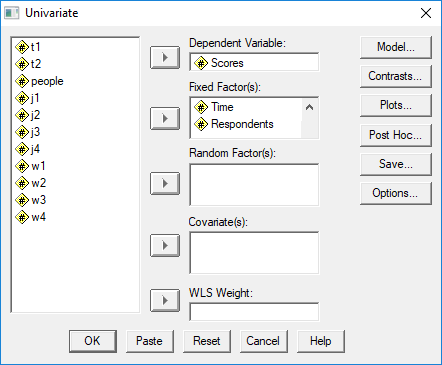 Univariate
t1
t2
people
j1
j2
j3
j4
w1
w2
w3
w4
Dependent Variable:
Scores
Fixed Factor(s):
Time
Respondents
Random Factor(s):
Covariate(s):
WLS Weight:
Model...
Contrasts...
Plots...
Post Hoc...
Save...
Options...
OK
Paste
Reset
Cancel
Help